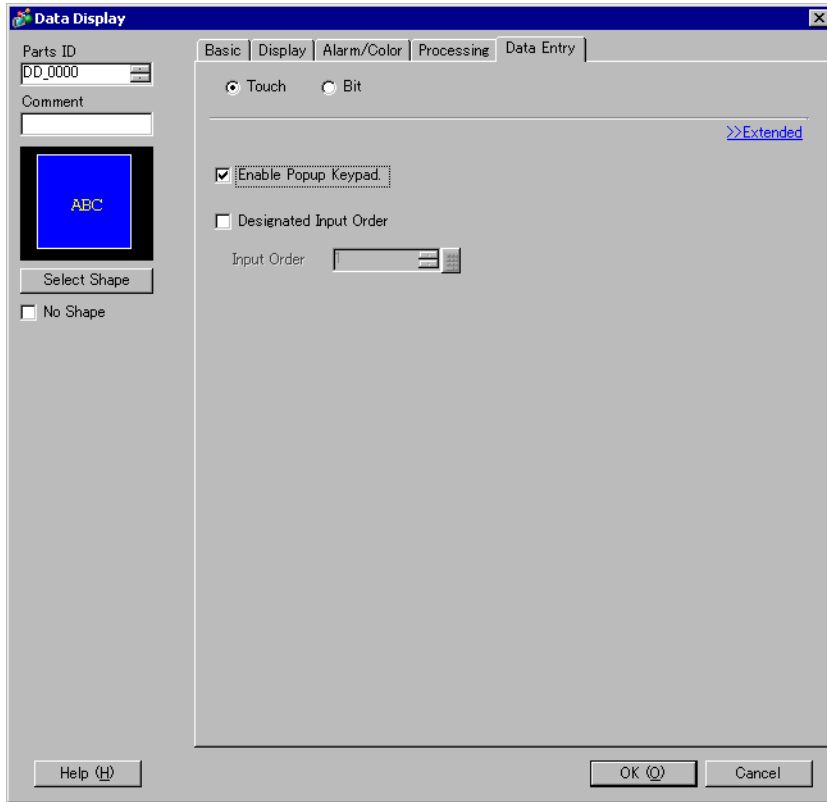 Data Display
Parts ID
DD_0000
Comment
ABC
Select Shape
No Shape
Basic Display Alarm/Color Processing Data Entry
Touch Bit
>>Extended
Enable Popup Keypad.
Designated Input Order
Input Order 1
Help (H)
OK (O) Cancel